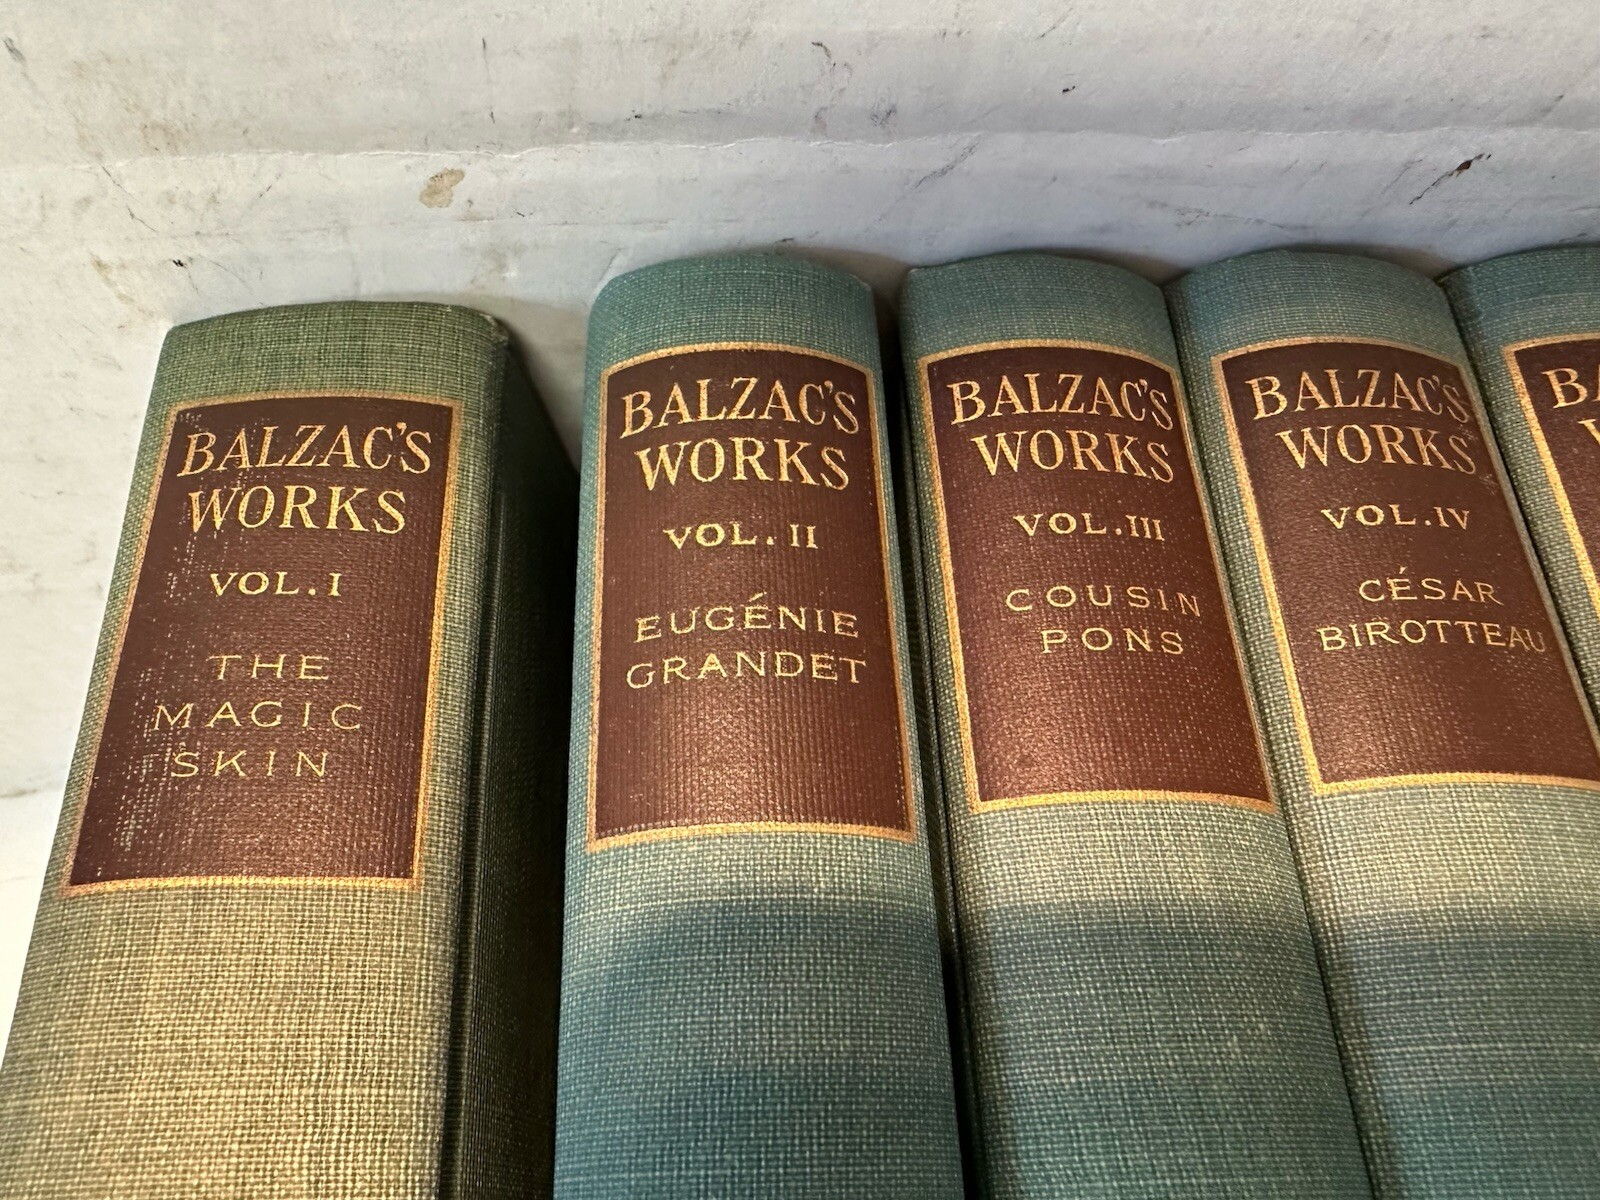 BALZAC'S
WORKS
VOL. I
THE
MAGIC
SKIN
BALZAC'S
WORKS
VOL. II
EUGÉNIE
GRANDET
BALZAC'S
WORKS
VOL. III
COUSIN
PONS
BALZAC'S
WORKS
VOL. IV
CÉSAR
BIROTTEAU